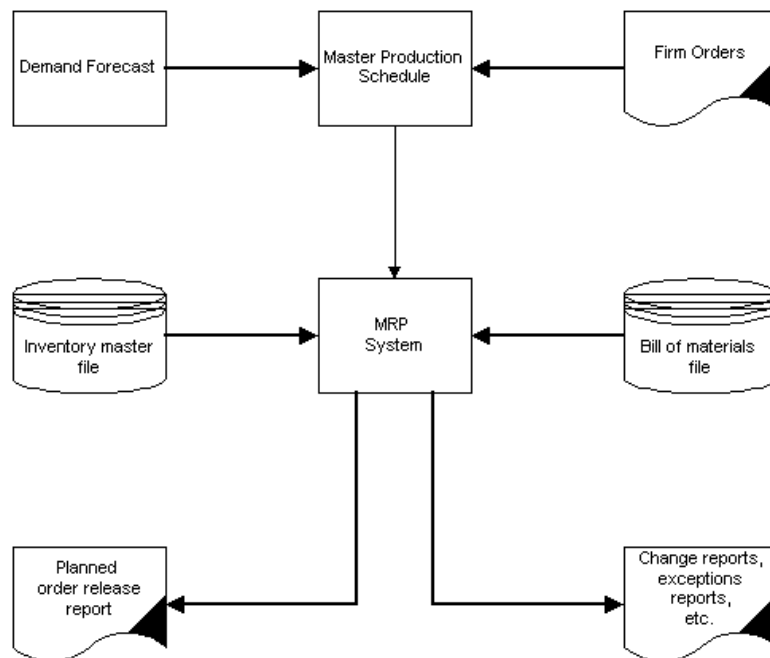 Demand Forecast
Master Production
Schedule
Firm Orders
Inventory master
file
MRP
System
Bill of materials
file
Planned
order release
report
Change reports,
exceptions
reports,
etc.